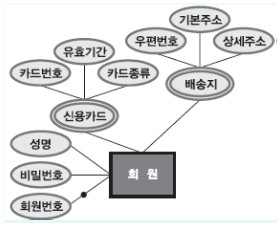 기본주소
유효기간
우편번호
상세주소
카드번호
카드종류
배송지
신용카드
성명
비밀번호
회 원
회원번호